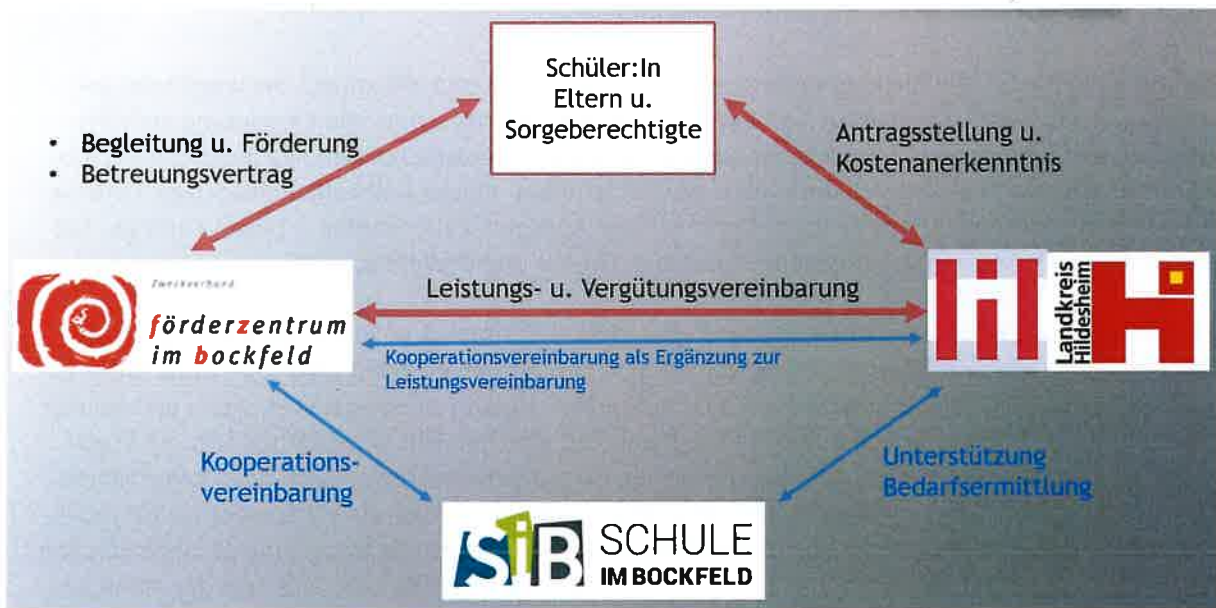 Schüler:In
Eltern u.
Sorgeberechtigte
• Begleitung u. Förderung
• Betreuungsvertrag
Antragsstellung u.
Kostenanerkenntnis
Zweckverband
förderzentrum
im bockfeld
Leistungs- u. Vergütungsvereinbarung
Kooperationsvereinbarung als Ergänzung zur
Leistungsvereinbarung
Landkreis
Hildesheim
Kooperations-
vereinbarung
Unterstützung
Bedarfsermittlung
SiB SCHULE
IM BOCKFELD